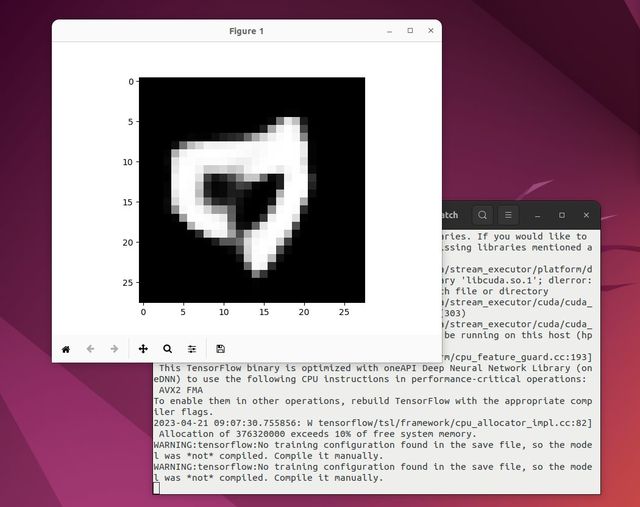 Figure 1
0
5
10
15
20
25
0 5 10 15 20 25
atch
aries. If you would like to
issing libraries mentioned a
/stream_executor/platform/d
ary 'libcuda.so.1'; dlerror:
h file or directory
/stream_executor/cuda/cuda_
(303)
/stream_executor/cuda/cuda_
be running on this host (hp
rm/cpu_feature_guard.cc:193]
This TensorFlow binary is optimized with oneAPI Deep Neural Network Library (on
eDNN) to use the following CPU instructions in performance-critical operations:
AVX2 FMA
To enable them in other operations, rebuild TensorFlow with the appropriate comp
iler flags.
2023-04-21 09:07:30.755856: W tensorflow/tsl/framework/cpu_allocator_impl.cc:82]
Allocation of 376320000 exceeds 10% of free system memory.
WARNING:tensorflow:No training configuration found in the save file, so the mode
l was *not* compiled. Compile it manually.
WARNING:tensorflow:No training configuration found in the save file, so the mode
l was *not* compiled. Compile it manually.